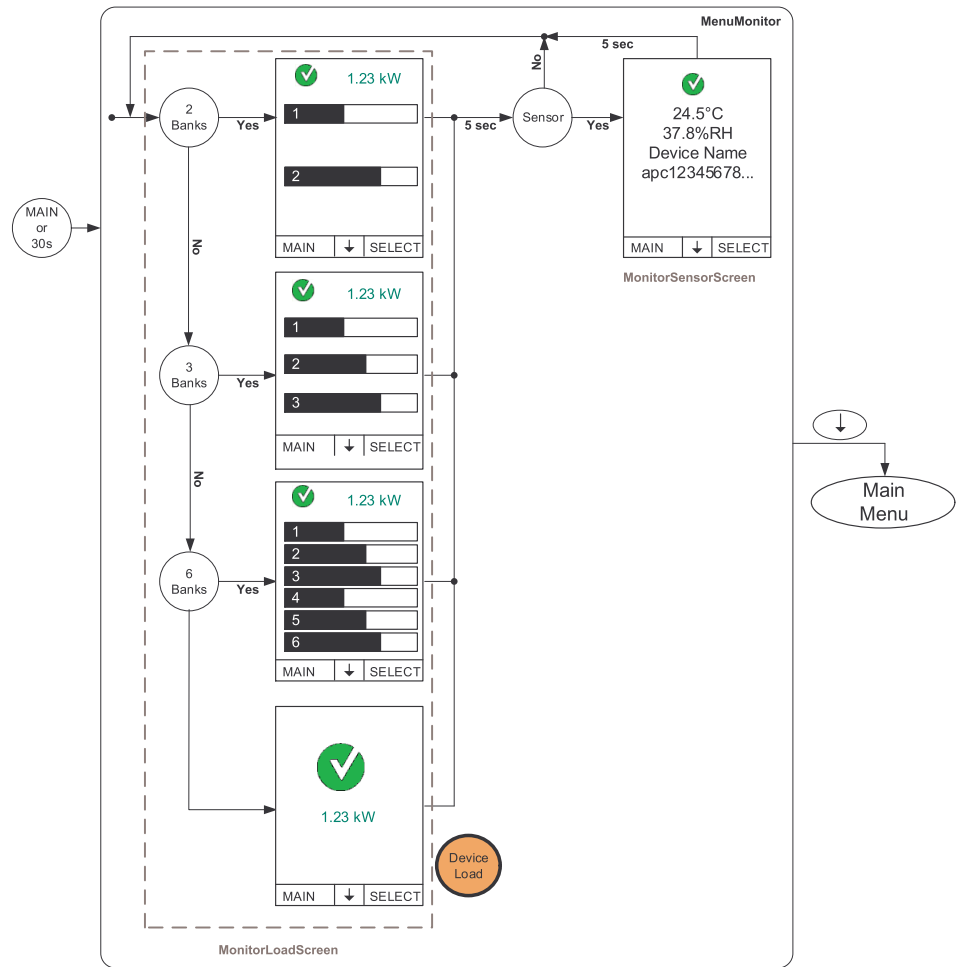 MenuMonitor
5 sec
No
2
Banks
Yes
1.23 kW
1
2
MAIN
SELECT
5 sec
Sensor
Yes
24.5°C
37.8%RH
Device Name
apc12345678...
MAIN
SELECT
MonitorSensorScreen
MAIN
or
30s
No
3
Banks
Yes
1.23 kW
1
2
3
MAIN
SELECT
Main
Menu
No
6
Banks
Yes
1.23 kW
1
2
3
4
5
6
MAIN
SELECT
1.23 kW
MAIN
SELECT
Device
Load
MonitorLoadScreen